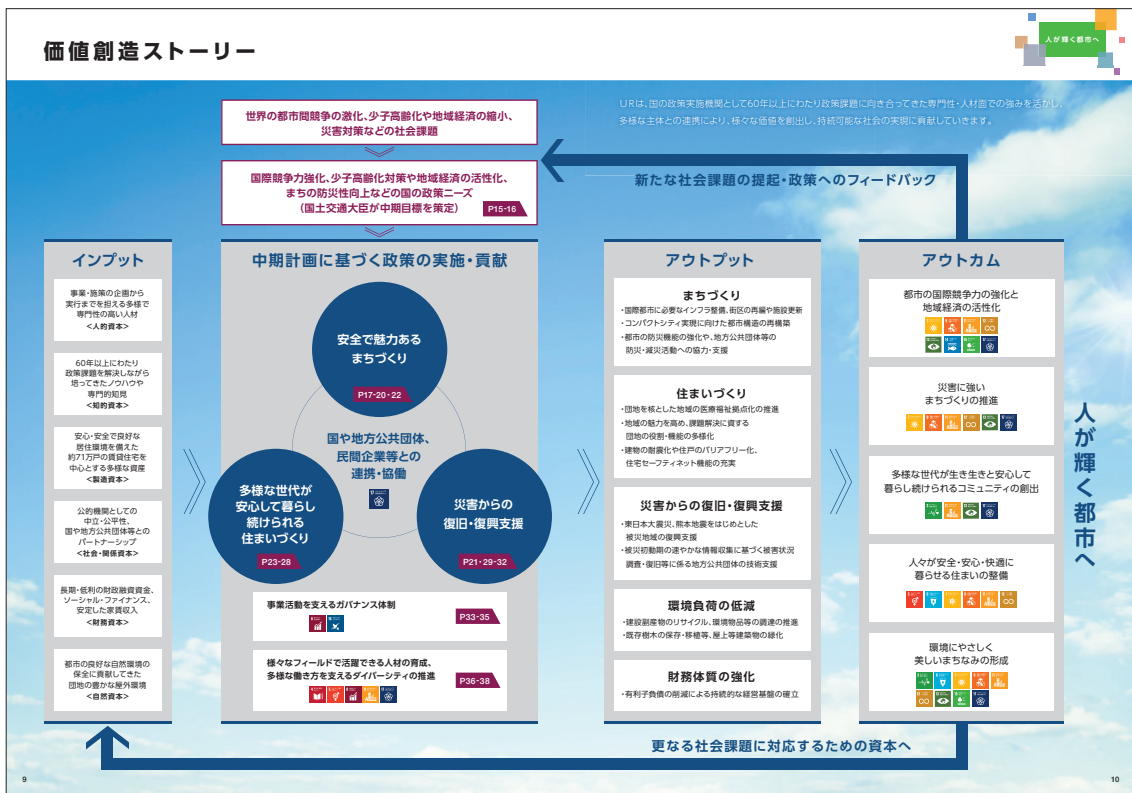 価値創造ストーリー
人が輝く都市へ
URは、国の政策実施機関として60年以上にわたり政策課題に向き合ってきた専門性・人材面での強みを活かし、
多様な主体との連携により、様々な価値を創出し、持続可能な社会の実現に貢献していきます。
世界の都市間競争の激化、少子高齢化や地域経済の縮小、
災害対策などの社会課題
国際競争力強化、少子高齢化対策や地域経済の活性化、
まちの防災性向上などの国の政策ニーズ
（国土交通大臣が中期目標を策定）
P15-16
新たな社会課題の提起・政策へのフィードバック
インプット
事業・施策の企画から
実行までを担える多様で
専門性の高い人材
<人的資本>
60年以上にわたり
政策課題を解決しながら
培ってきたノウハウや
専門的知見
<知的資本>
安心・安全で良好な
居住環境を備えた
約71万戸の賃貸住宅を
中心とする多様な資産
<製造資本>
公的機関としての
中立・公平性、
国や地方公共団体等との
パートナーシップ
<社会・関係資本>
長期・低利の財政融資資金、
ソーシャル・ファイナンス、
安定した家賃収入
<財務資本>
都市の良好な自然環境の
保全に貢献してきた
団地の豊かな屋外環境
<自然資本>
中期計画に基づく政策の実施・貢献
安全で魅力ある
まちづくり
P17-20・22
国や地方公共団体、
民間企業等との
連携・協働
多様な世代が
安心して暮らし
続けられる
住まいづくり
P23-28
災害からの
復旧・復興支援
P21・29-32
事業活動を支えるガバナンス体制
P33-35
様々なフィールドで活躍できる人材の育成、
多様な働き方を支えるダイバーシティの推進
P36-38
アウトプット
まちづくり
・国際都市に必要なインフラ整備、街区の再編や施設更新
・コンパクトシティ実現に向けた都市構造の再構築
・都市の防災機能の強化や、地方公共団体等の
防災・減災活動への協力・支援
住まいづくり
・団地を核とした地域の医療福祉拠点化の推進
・地域の魅力を高め、課題解決に資する
団地の役割・機能の多様化
・建物の耐震化や住戸のバリアフリー化、
住宅セーフティネット機能の充実
災害からの復旧・復興支援
・東日本大震災、熊本地震をはじめとした
被災地域の復興支援
・被災初動期の速やかな情報収集に基づく被害状況
調査・復旧等に係る地方公共団体の技術支援
環境負荷の低減
・建設副産物のリサイクル、環境物品等の調達の推進
・既存樹木の保存・移植等、屋上等建築物の緑化
財務体質の強化
・有利子負債の削減による持続的な経営基盤の確立
アウトカム
都市の国際競争力の強化と
地域経済の活性化
災害に強い
まちづくりの推進
多様な世代が生き生きと安心して
暮らし続けられるコミュニティの創出
人々が安全・安心・快適に
暮らせる住まいの整備
環境にやさしく
美しいまちなみの形成
人が輝く都市へ
更なる社会課題に対応するための資本へ
9
10